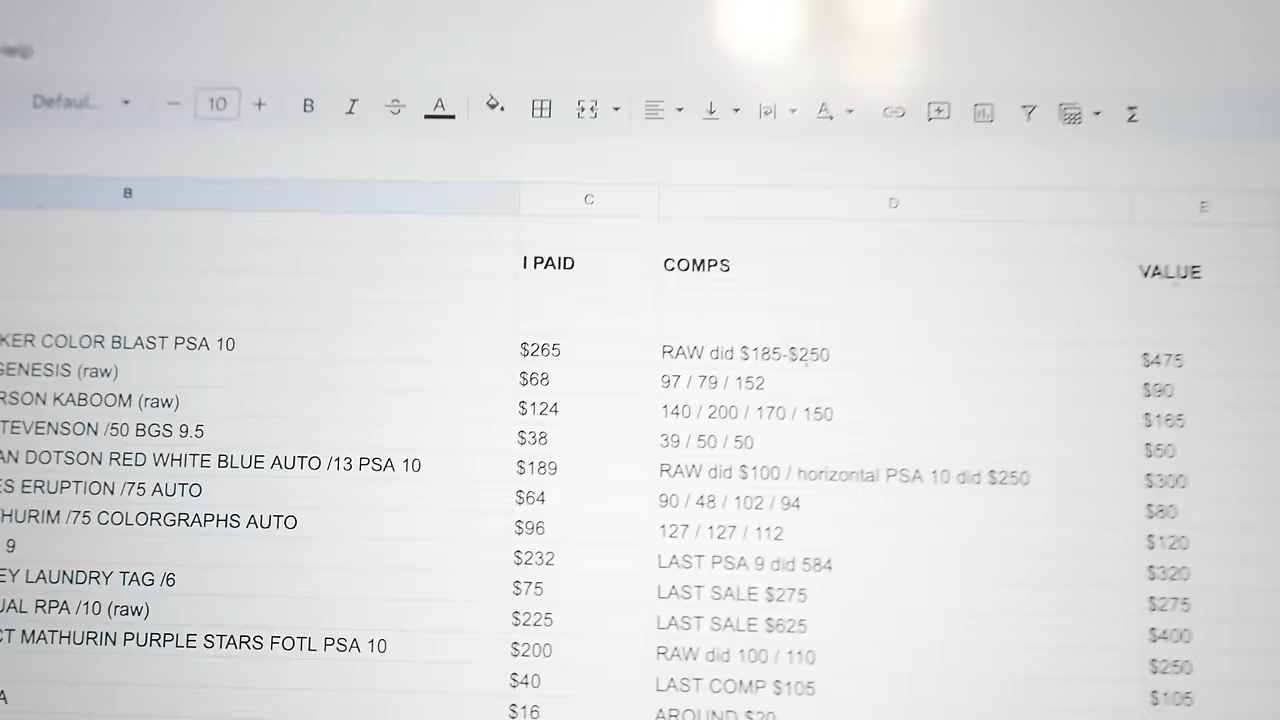 Help
Defaul... 10 B I S A
B C D E
I PAID COMPS VALUE
KER COLOR BLAST PSA 10 $265 RAW did $185-$250 $475
GENESIS (raw) $68 97 / 79 / 152 $90
RSON KABOOM (raw) $124 140 / 200 / 170 / 150 $165
TEVENSON /50 BGS 9.5 $38 39 / 50 / 50 $50
AN DOTSON RED WHITE BLUE AUTO /13 PSA 10 $189 RAW did $100 / horizontal PSA 10 did $250 $300
ES ERUPTION /75 AUTO $64 90 / 48 / 102 / 94 $80
HURIM /75 COLORGRAPHS AUTO $96 127 / 127 / 112 $120
9 $232 LAST PSA 9 did 584 $320
EY LAUNDRY TAG /6 $75 LAST SALE $275 $275
UAL RPA /10 (raw) $225 LAST SALE $625 $400
CT MATHURIN PURPLE STARS FOTL PSA 10 $200 RAW did 100 / 110 $250
$40 LAST COMP $105 $105
A $16 AROUND $20